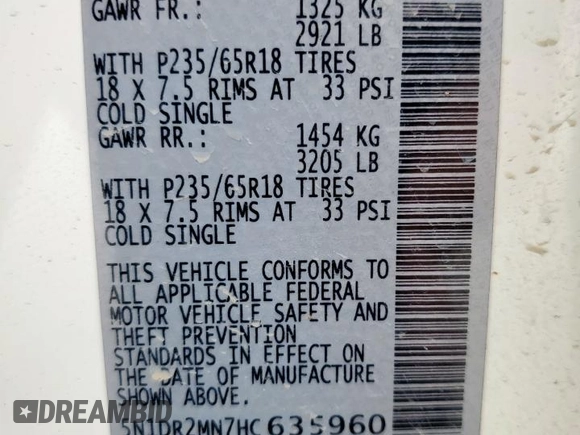 GAWR FR.: 1325 KG
2921 LB
WITH P235/65R18 TIRES
18 X 7.5 RIMS AT 33 PSI
COLD SINGLE
GAWR RR.: 1454 KG
3205 LB
WITH P235/65R18 TIRES
18 X 7.5 RIMS AT 33 PSI
COLD SINGLE
THIS VEHICLE CONFORMS TO
ALL APPLICABLE FEDERAL
MOTOR VEHICLE SAFETY AND
THEFT PREVENTION
STANDARDS IN EFFECT ON
THE DATE OF MANUFACTURE
SHOWN ABOVE.
5N1DR2MN7HC635960
DREAMBID